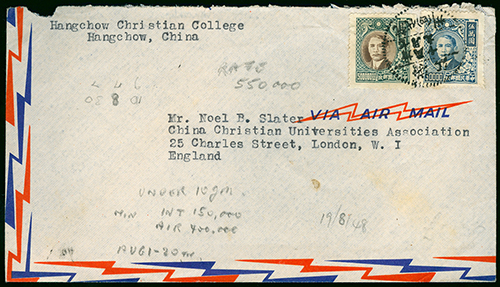 Hangchow Christian College
Hangchow, China
RATE
550,000
Mr. Noel B. Slater
VIA AIR MAIL
China Christian Universities Association
25 Charles Street, London, W. I
England
UNDER 10gm.
MIN INT 150,000
AIR 400,000
19/8/48